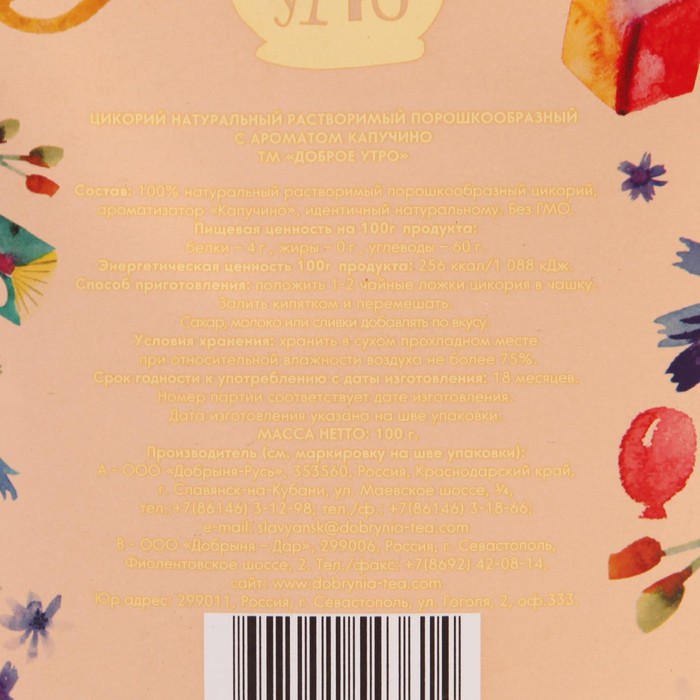 УТРО
ЦИКОРИЙ НАТУРАЛЬНЫЙ РАСТВОРИМЫЙ ПОРОШКООБРАЗНЫЙ
С АРОМАТОМ КАПУЧИНО
ТМ «ДОБРОЕ УТРО»
Состав: 100% натуральный растворимый порошкообразный цикорий,
ароматизатор «Капучино», идентичный натуральному. Без ГМО.
Пищевая ценность на 100г продукта:
белки – 4 г., жиры – 0 г., углеводы – 60 г.
Энергетическая ценность 100г продукта: 256 ккал/1 088 кДж.
Способ приготовления: положить 1-2 чайные ложки цикория в чашку.
Залить кипятком и перемешать.
Сахар, молоко или сливки добавлять по вкусу.
Условия хранения: хранить в сухом прохладном месте
при относительной влажности воздуха не более 75%.
Срок годности к употреблению с даты изготовления: 18 месяцев.
Номер партии соответствует дате изготовления.
Дата изготовления указана на шве упаковки.
МАССА НЕТТО: 100 г.
Производитель (см. маркировку на шве упаковки):
А - ООО «Добрыня-Русь», 353560, Россия, Краснодарский край,
г. Славянск-на-Кубани, ул. Маевское шоссе, ¼,
тел. +7(86146) 3-12-98; тел./ф.: +7(86146) 3-18-66;
e-mail: slavyansk@dobrynia-tea.com
В - ООО «Добрыня – Дар», 299006, Россия, г. Севастополь,
Фиолентовское шоссе, 2. Тел./факс. +7(8692) 42-08-14,
сайт: www.dobrynia-tea.com
Юр.адрес: 299011, Россия, г. Севастополь, ул. Гоголя, 2, оф.333.